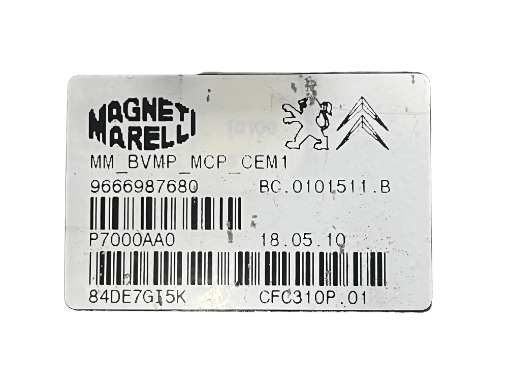 MAGNETI
MARELLI
MM_BVMP_MCP_CEM1
9666987680 BC.0101511.B
P7000AA0 18.05.10
84DE7GI5K CFC310P.01